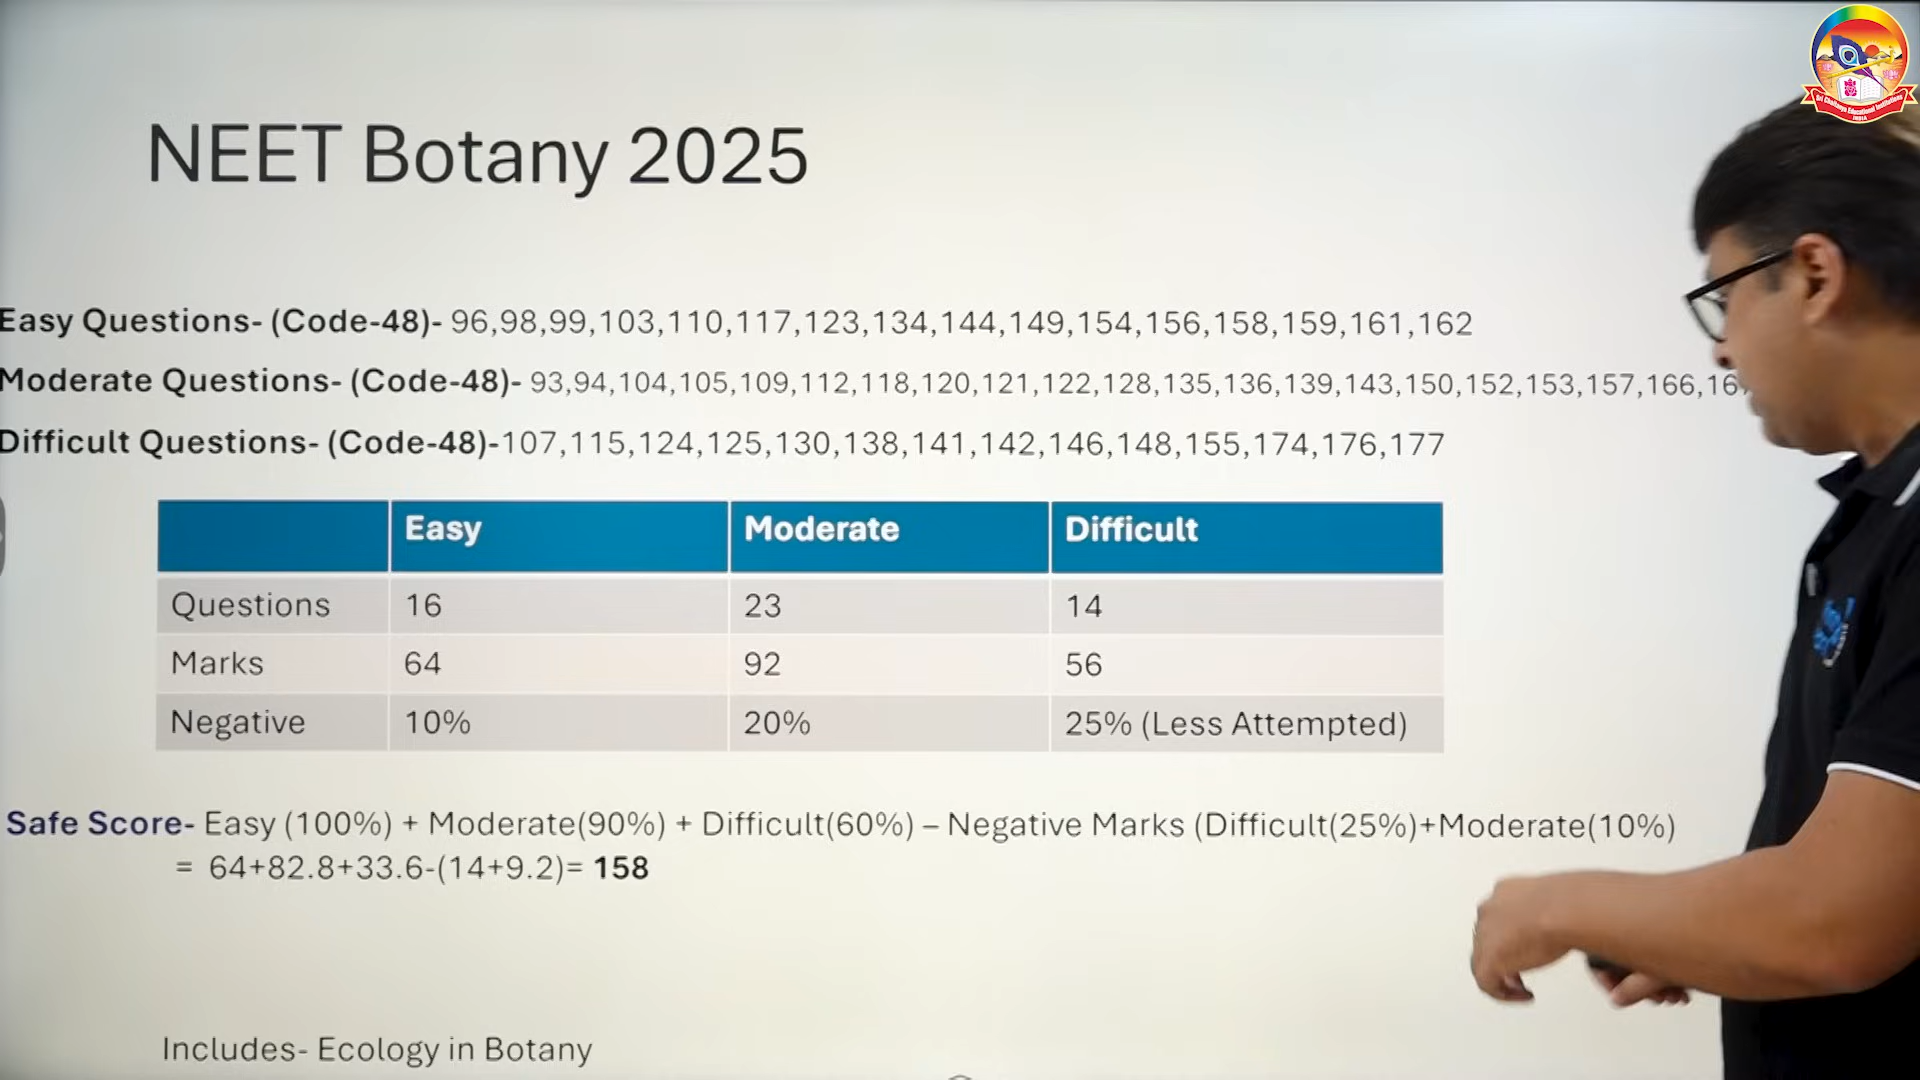 Sri Chaitanya Educational Institutions
INDIA
NEET Botany 2025
Easy Questions- (Code-48)- 96,98,99,103,110,117,123,134,144,149,154,156,158,159,161,162
Moderate Questions- (Code-48)- 93,94,104,105,109,112,118,120,121,122,128,135,136,139,143,150,152,153,157,166,
Difficult Questions- (Code-48)-107,115,124,125,130,138,141,142,146,148,155,174,176,177
Easy Moderate Difficult
Questions 16 23 14
Marks 64 92 56
Negative 10% 20% 25% (Less Attempted)
Safe Score- Easy (100%) + Moderate(90%) + Difficult(60%) – Negative Marks (Difficult(25%)+Moderate(10%)
= 64+82.8+33.6-(14+9.2)= 158
Includes- Ecology in Botany